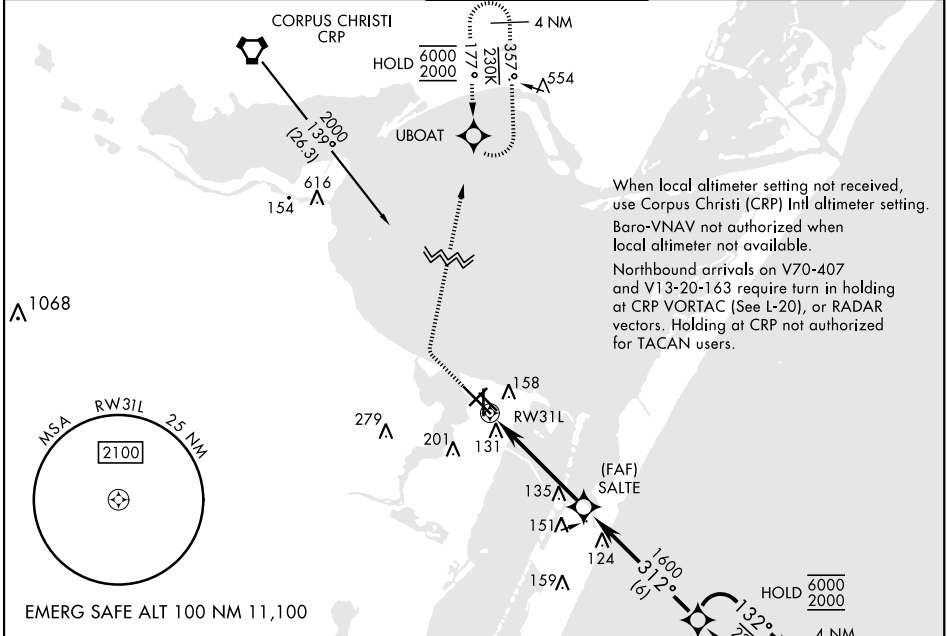 CORPUS CHRISTI
CRP
4 NM
HOLD 6000
2000
177°
230K
357°
554
UBOAT
2000
139°
(26.3)
616
154
When local altimeter setting not received,
use Corpus Christi (CRP) Intl altimeter setting.
Baro-VNAV not authorized when
local altimeter not available.
Northbound arrivals on V70-407
and V13-20-163 require turn in holding
at CRP VORTAC (See L-20), or RADAR
vectors. Holding at CRP not authorized
for TACAN users.
1068
MSA RW31L 25 NM
2100
158
RW31L
279
201
131
(FAF)
SALTE
135
151
124
159
1600
312°
(6)
HOLD 6000
2000
132°
4 NM
EMERG SAFE ALT 100 NM 11,100